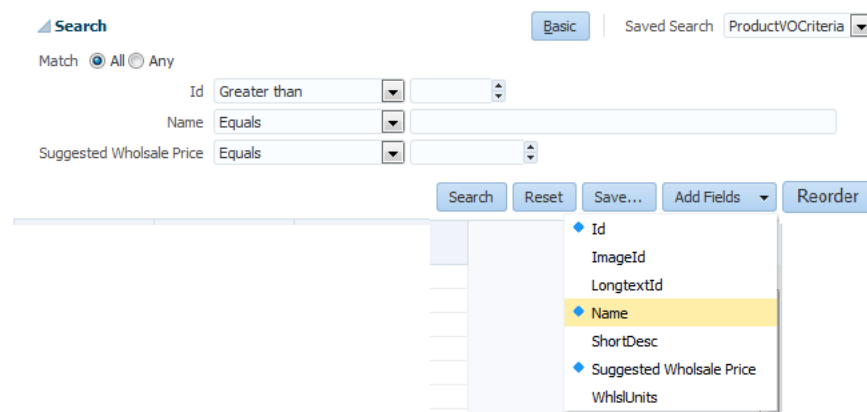 Search Basic Saved Search ProductVOCriteria
Match All Any
Id Greater than
Name Equals
Suggested Wholsale Price Equals
Search Reset Save... Add Fields Reorder
Id
ImageId
LongtextId
Name
ShortDesc
Suggested Wholsale Price
WhlslUnits